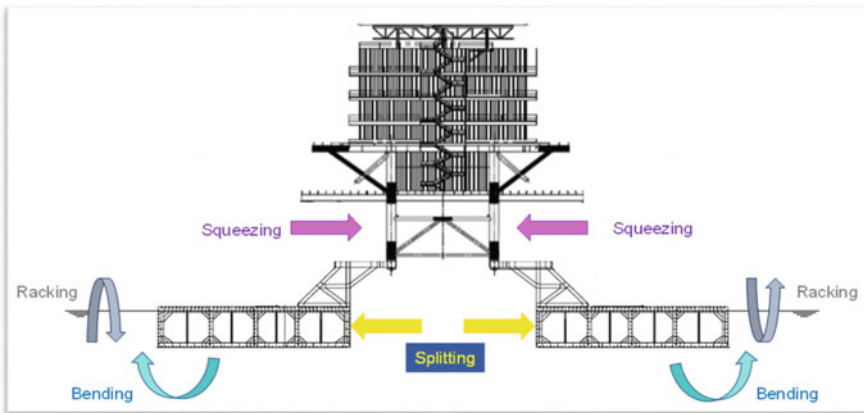 Squeezing
Squeezing
Racking
Racking
Splitting
Bending
Bending